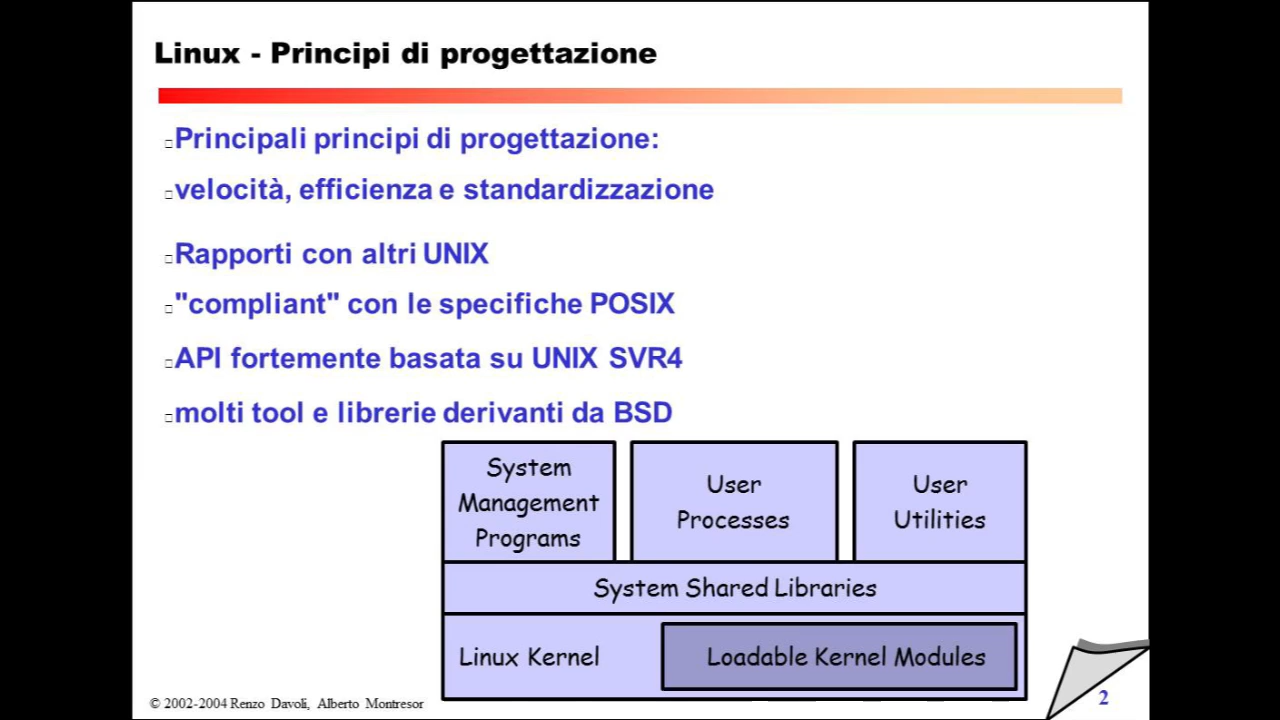 Linux - Principi di progettazione
Principali principi di progettazione:
velocità, efficienza e standardizzazione
Rapporti con altri UNIX
"compliant" con le specifiche POSIX
API fortemente basata su UNIX SVR4
molti tool e librerie derivanti da BSD
System
Management
Programs
User
Processes
User
Utilities
System Shared Libraries
Linux Kernel
Loadable Kernel Modules
© 2002-2004 Renzo Davoli, Alberto Montresor
2